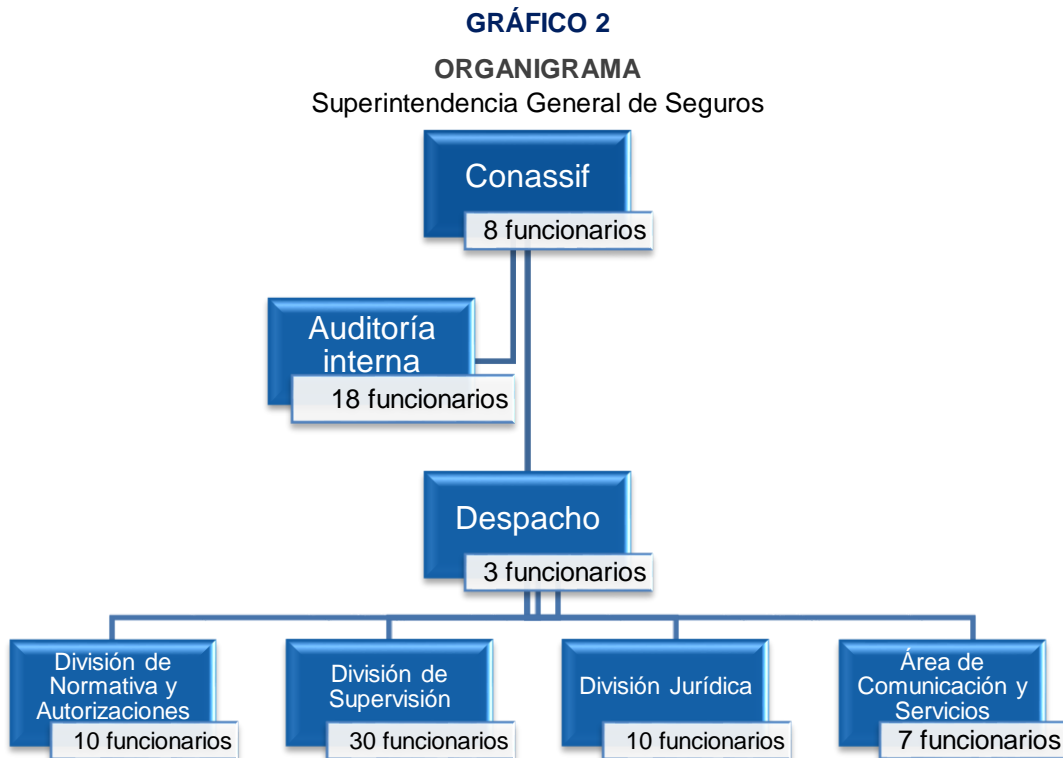 GRÁFICO 2
ORGANIGRAMA
Superintendencia General de Seguros
Conassif
8 funcionarios
Auditoría
interna
18 funcionarios
Despacho
3 funcionarios
División de
Normativa y
Autorizaciones
10 funcionarios
División de
Supervisión
30 funcionarios
División Jurídica
10 funcionarios
Área de
Comunicación y
Servicios
7 funcionarios